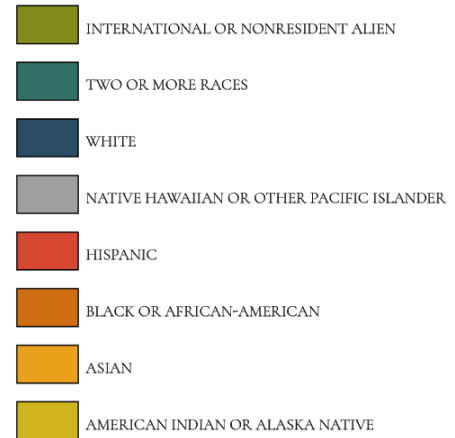 INTERNATIONAL OR NONRESIDENT ALIEN
TWO OR MORE RACES
WHITE
NATIVE HAWAIIAN OR OTHER PACIFIC ISLANDER
HISPANIC
BLACK OR AFRICAN-AMERICAN
ASIAN
AMERICAN INDIAN OR ALASKA NATIVE